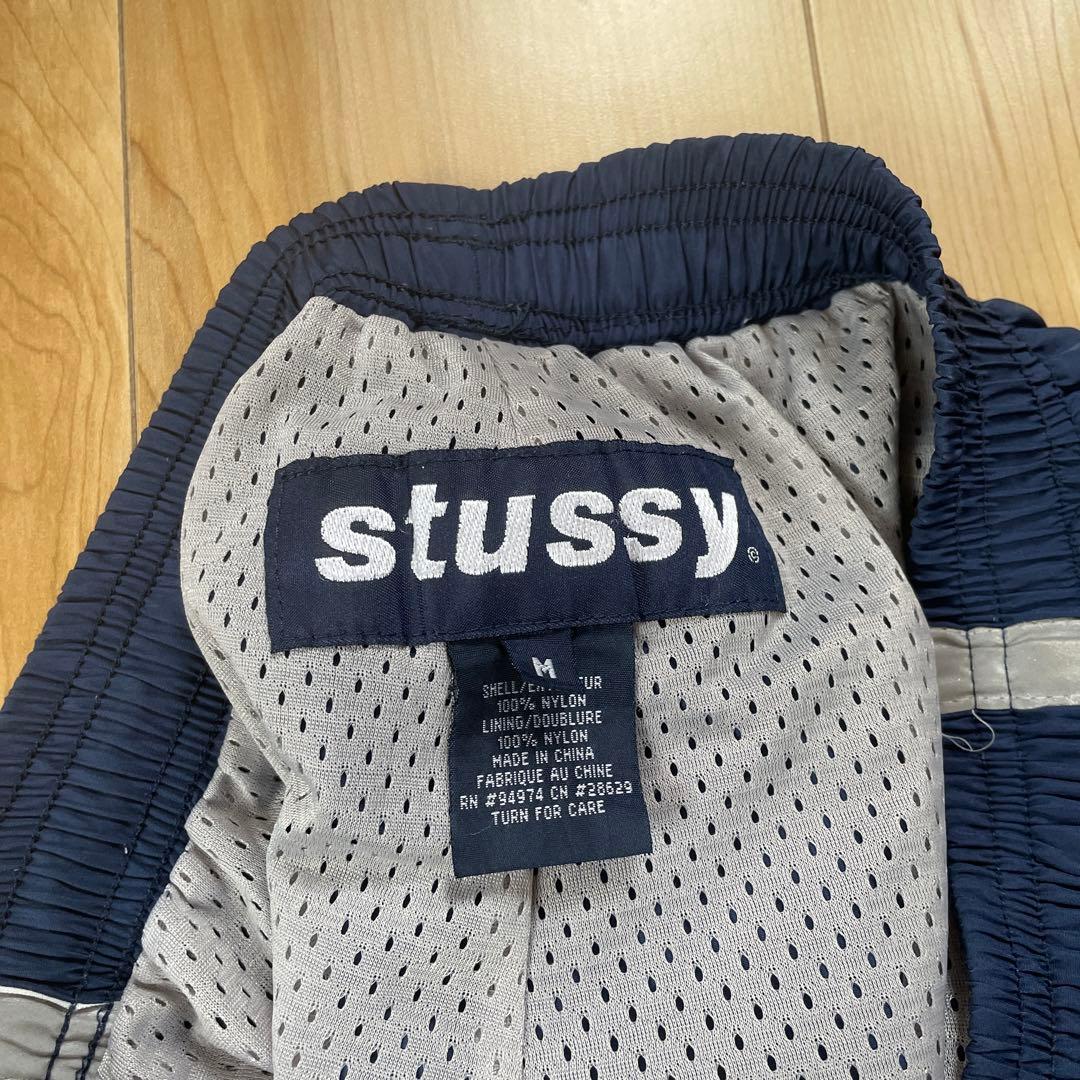 stussy©
M
SHELL/
100% NYLON
LINING/DOUBLURE
100% NYLON
MADE IN CHINA
FABRIQUE AU CHINE
RN #94974 CN #28629
TURN FOR CARE